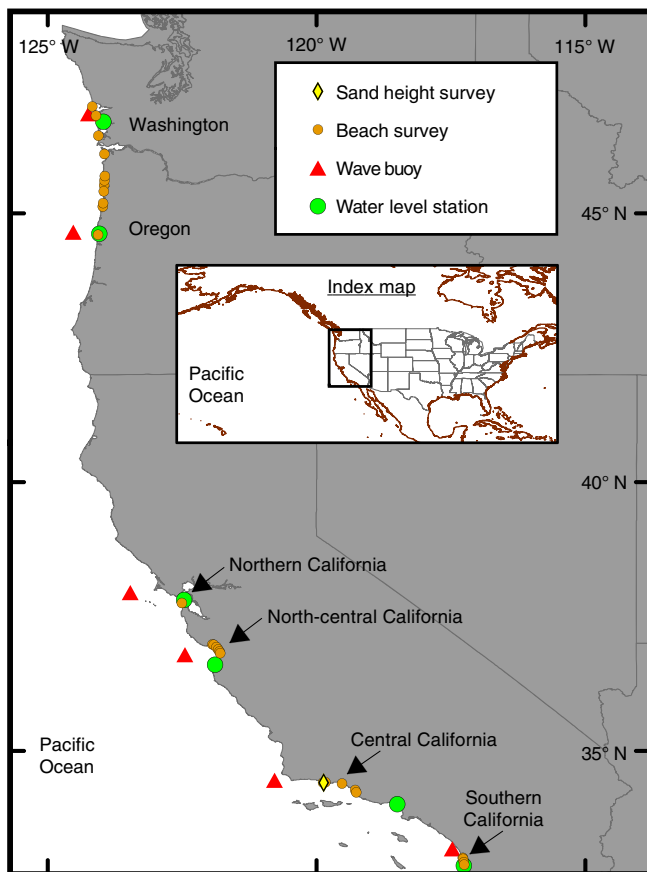 125° W
120° W
115° W
Sand height survey
Beach survey
Wave buoy
Water level station
Washington
Oregon
45° N
Index map
Pacific
Ocean
40° N
Northern California
North-central California
Pacific
Ocean
Central California
35° N
Southern
California